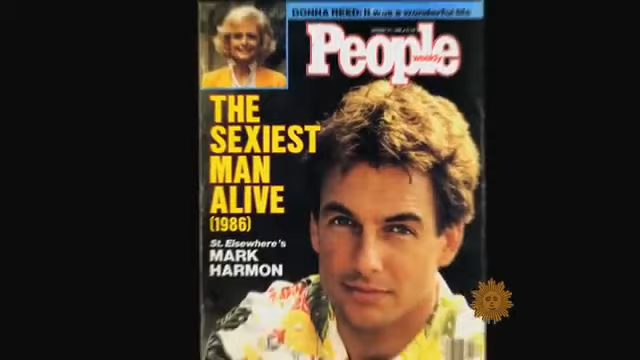 DONNA REED: It was a wonderful life
People
weekly
THE
SEXIEST
MAN
ALIVE
(1986)
St. Elsewhere's
MARK
HARMON